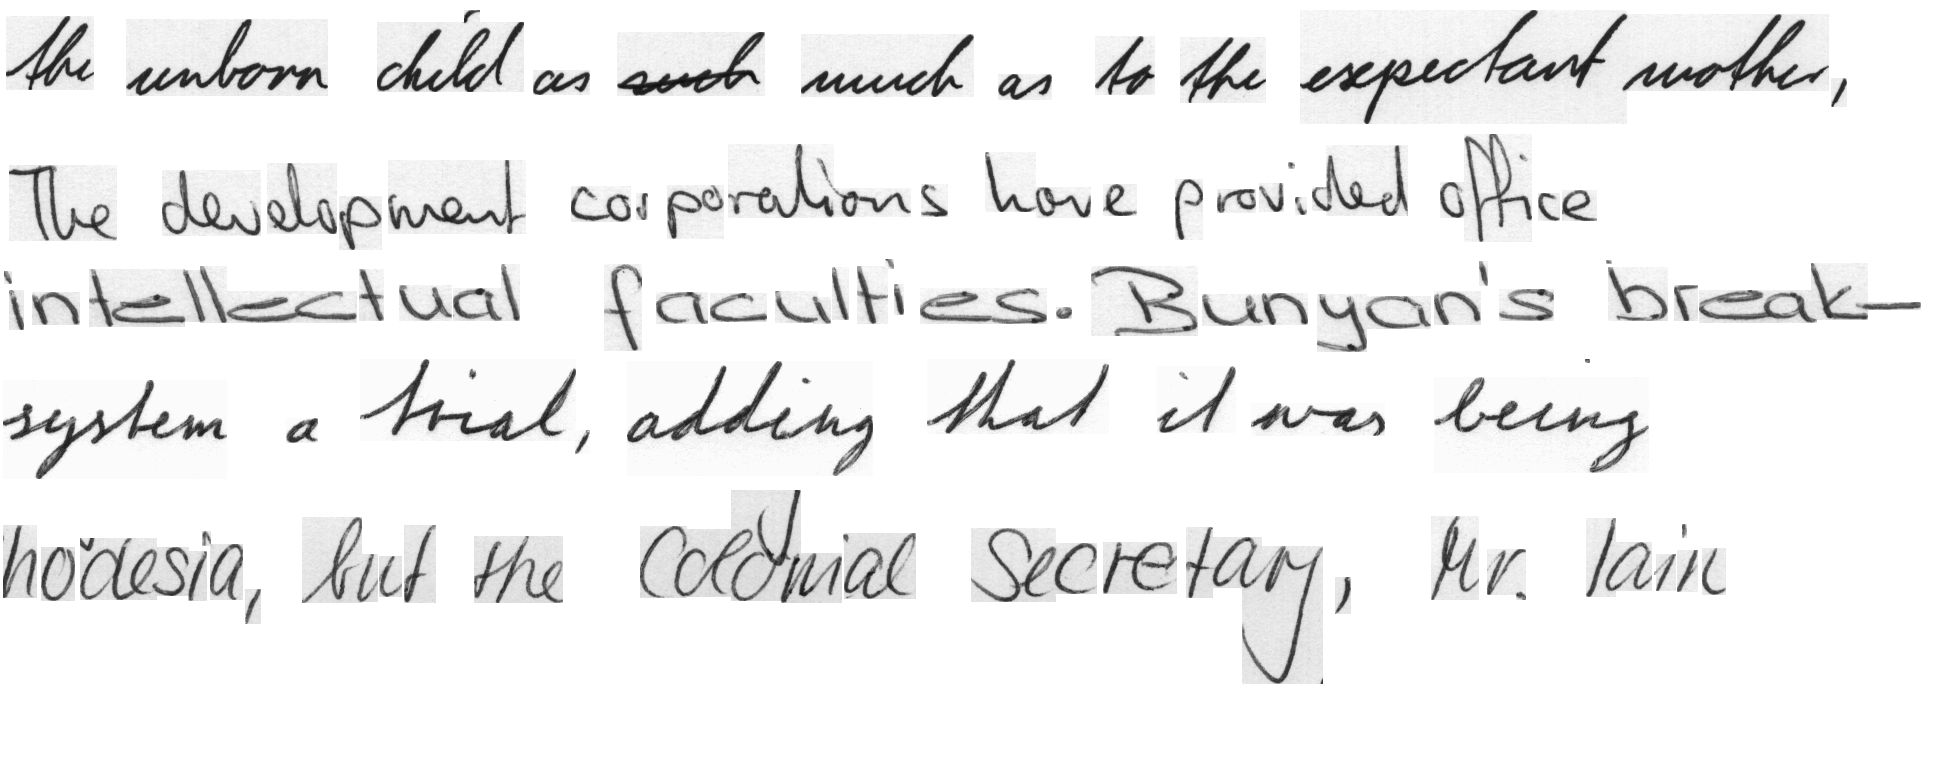 the unborn child as such much as to the expectant mother,
The development corporations have provided office
intellectual faculties. Bunyan's break-
system a trial, adding that it was being
hodesia, but the Colonial Secretary, Mr. Iain